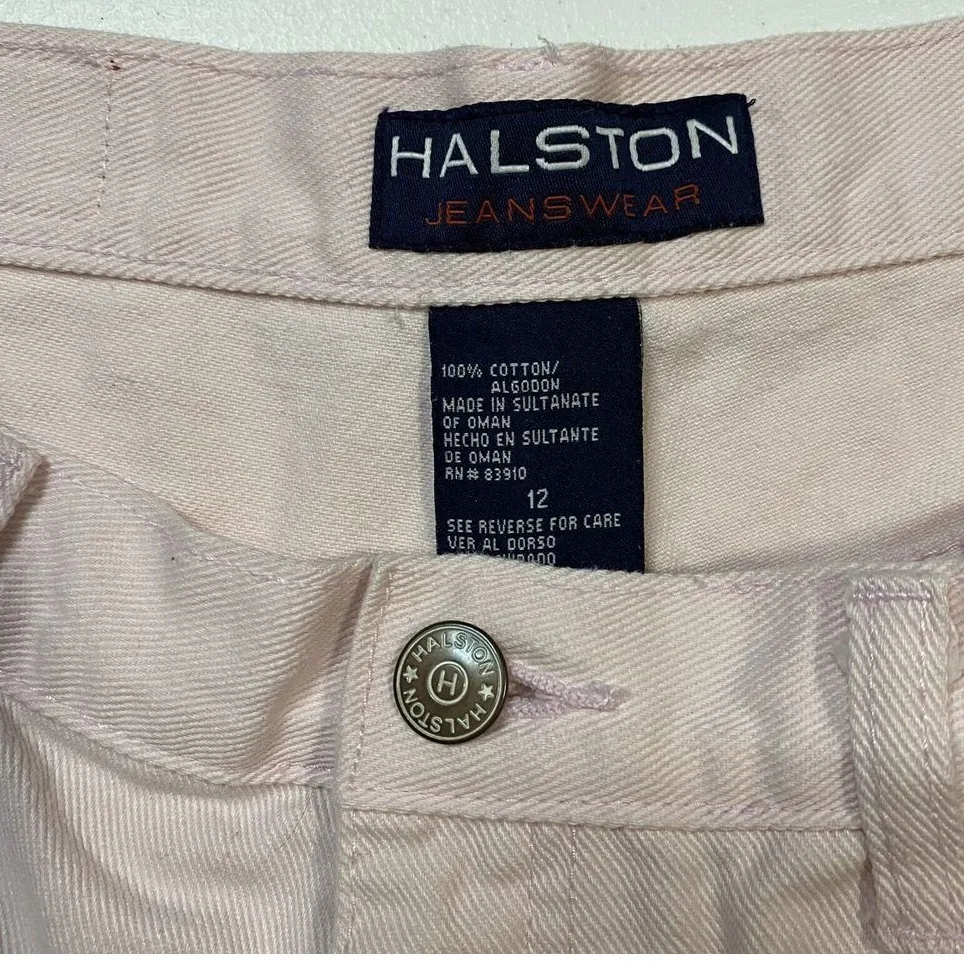 HALSTON
JEANSWEAR
100% COTTON/
ALGODON
MADE IN SULTANATE
OF OMAN
HECHO EN SULTANTE
DE OMAN
RN# 83910
12
SEE REVERSE FOR CARE
VER AL DORSO
HALSTON
H
HALSTON